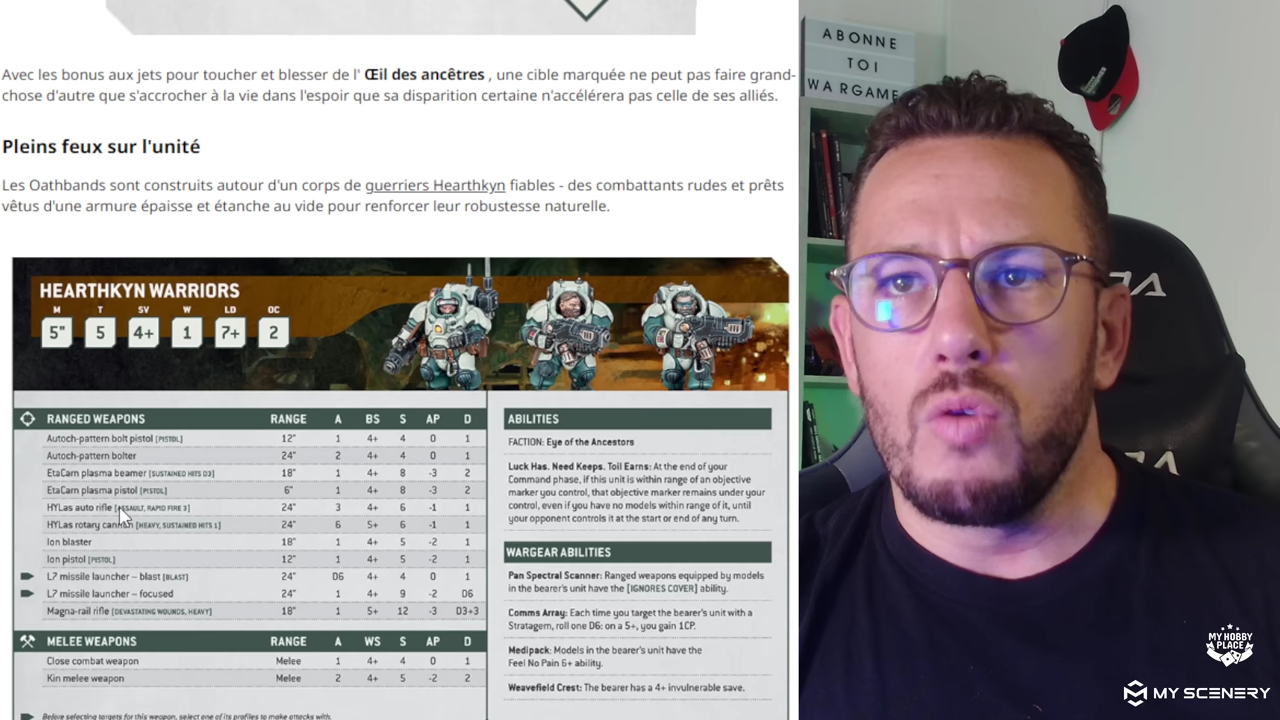 Avec les bonus aux jets pour toucher et blesser de l' Œil des ancêtres , une cible marquée ne peut pas faire grand-
chose d'autre que s'accrocher à la vie dans l'espoir que sa disparition certaine n'accélérera pas celle de ses alliés.
Pleins feux sur l'unité
Les Oathbands sont construits autour d'un corps de guerriers Hearthkyn fiables - des combattants rudes et prêts
vêtus d'une armure épaisse et étanche au vide pour renforcer leur robustesse naturelle.
HEARTHKYN WARRIORS
M T SV W LD OC
5" 5 4+ 1 7+ 2
RANGED WEAPONS RANGE A BS S AP D
Autoch-pattern bolt pistol [PISTOL] 12" 1 4+ 4 0 1
Autoch-pattern bolter 24" 2 4+ 4 0 1
EtaCarn plasma beamer [SUSTAINED HITS D3] 18" 1 4+ 8 -3 2
EtaCarn plasma pistol [PISTOL] 6" 1 4+ 8 -3 2
HYLas auto rifle [ASSAULT, RAPID FIRE 3] 24" 3 4+ 6 -1 1
HYLas rotary cannon [HEAVY, SUSTAINED HITS 1] 24" 6 5+ 6 -1 1
Ion blaster 18" 1 4+ 5 -2 1
Ion pistol [PISTOL] 12" 1 4+ 5 -2 1
L7 missile launcher – blast [BLAST] 24" D6 4+ 4 0 1
L7 missile launcher – focused 24" 1 4+ 9 -2 D6
Magna-rail rifle [DEVASTATING WOUNDS, HEAVY] 18" 1 5+ 12 -3 D3+3
MELEE WEAPONS RANGE A WS S AP D
Close combat weapon Melee 1 4+ 4 0 1
Kin melee weapon Melee 2 4+ 5 -2 2
Before selecting targets for this weapon, select one of its profiles to make attacks with.
ABILITIES
FACTION: Eye of the Ancestors
Luck Has. Need Keeps. Toil Earns: At the end of your
Command phase, if this unit is within range of an objective
marker you control, that objective marker remains under your
control, even if you have no models within range of it, until
your opponent controls it at the start or end of any turn.
WARGEAR ABILITIES
Pan Spectral Scanner: Ranged weapons equipped by models
in the bearer's unit have the [IGNORES COVER] ability.
Comms Array: Each time you target the bearer's unit with a
Stratagem, roll one D6: on a 5+, you gain 1CP.
Medipack: Models in the bearer's unit have the
Feel No Pain 6+ ability.
Weavefield Crest: The bearer has a 4+ invulnerable save.
ABONNE
TOI
WARGAME
MY HOBBY
PLACE
MY SCENERY